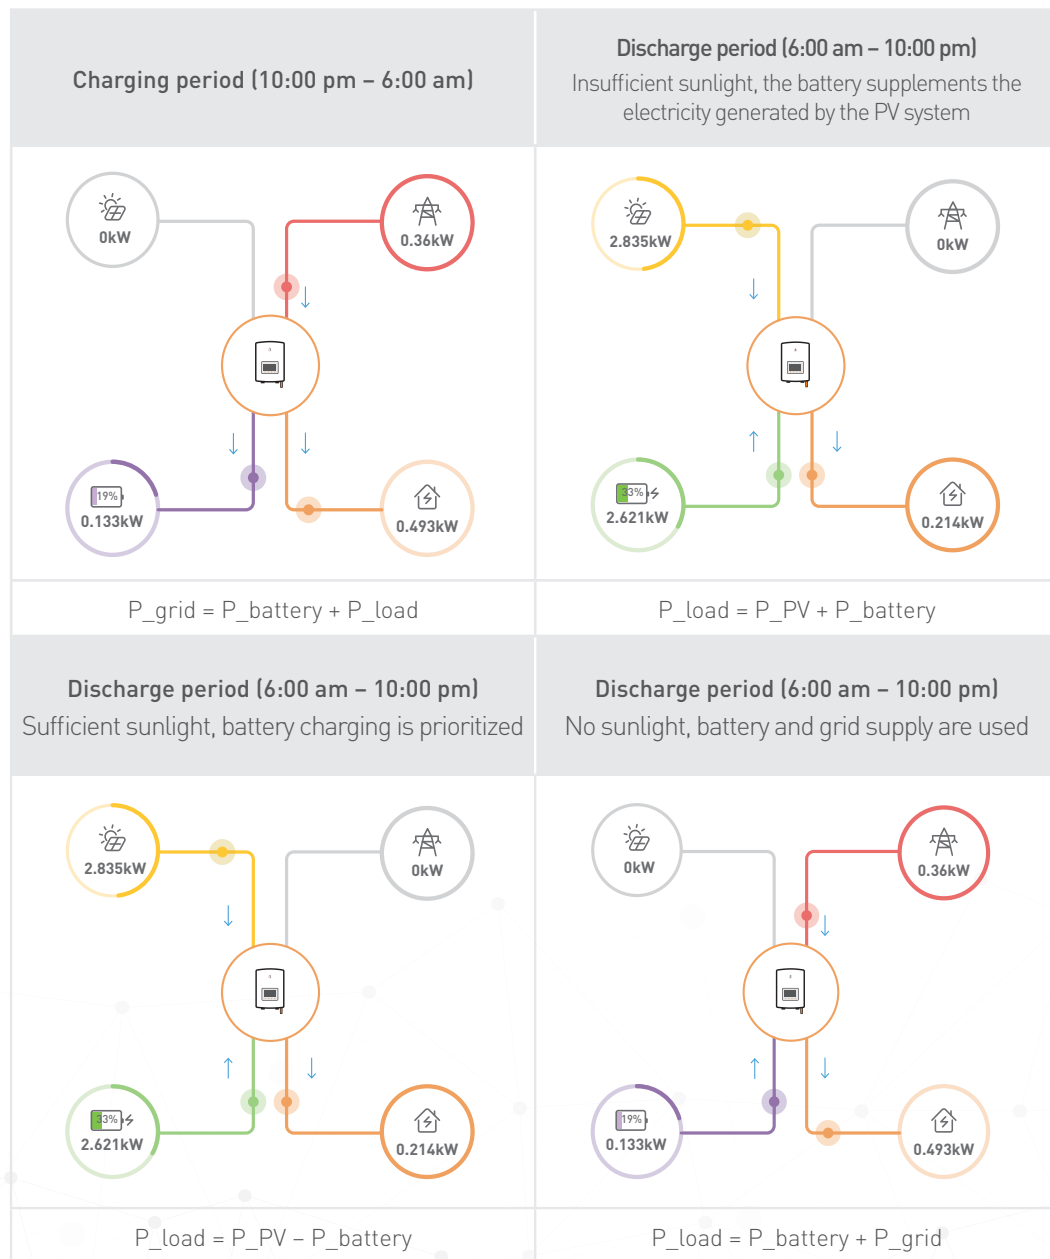 Charging period (10:00 pm – 6:00 am)
Discharge period (6:00 am – 10:00 pm)
Insufficient sunlight, the battery supplements the
electricity generated by the PV system
0kW
0.36kW
19%
0.133kW
0.493kW
2.835kW
0kW
33%
2.621kW
0.214kW
P_grid = P_battery + P_load
P_load = P_PV + P_battery
Discharge period (6:00 am – 10:00 pm)
Sufficient sunlight, battery charging is prioritized
Discharge period (6:00 am – 10:00 pm)
No sunlight, battery and grid supply are used
2.835kW
0kW
33%
2.621kW
0.214kW
0kW
0.36kW
19%
0.133kW
0.493kW
P_load = P_PV – P_battery
P_load = P_battery + P_grid